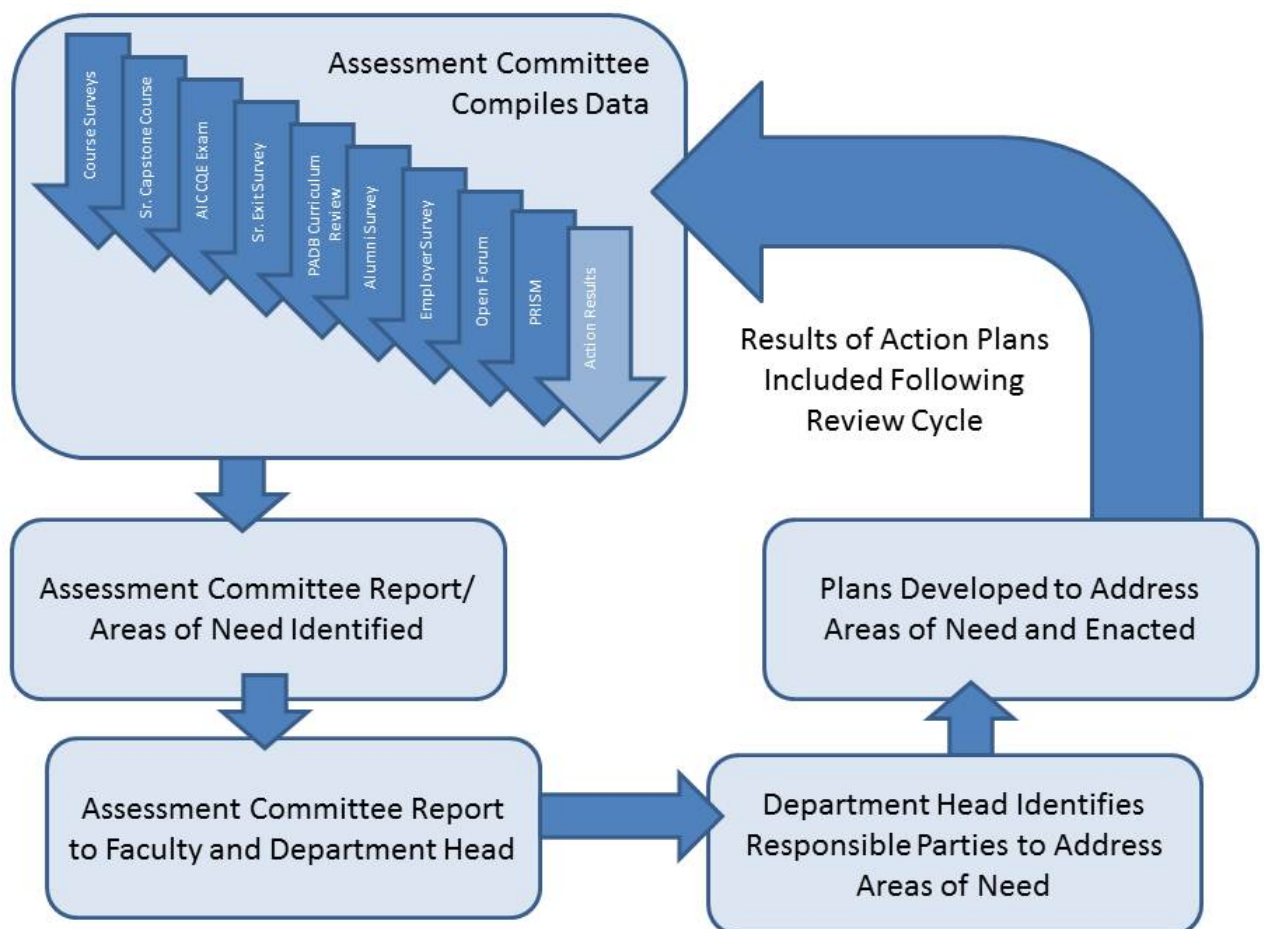 Assessment Committee
Compiles Data
Course Surveys
Sr. Capstone Course
AIC CQE Exam
Sr. Exit Survey
PADB Curriculum
Review
Alumni Survey
Employer Survey
Open Forum
PRISM
Action Results
Results of Action Plans
Included Following
Review Cycle
Assessment Committee Report/
Areas of Need Identified
Plans Developed to Address
Areas of Need and Enacted
Assessment Committee Report
to Faculty and Department Head
Department Head Identifies
Responsible Parties to Address
Areas of Need